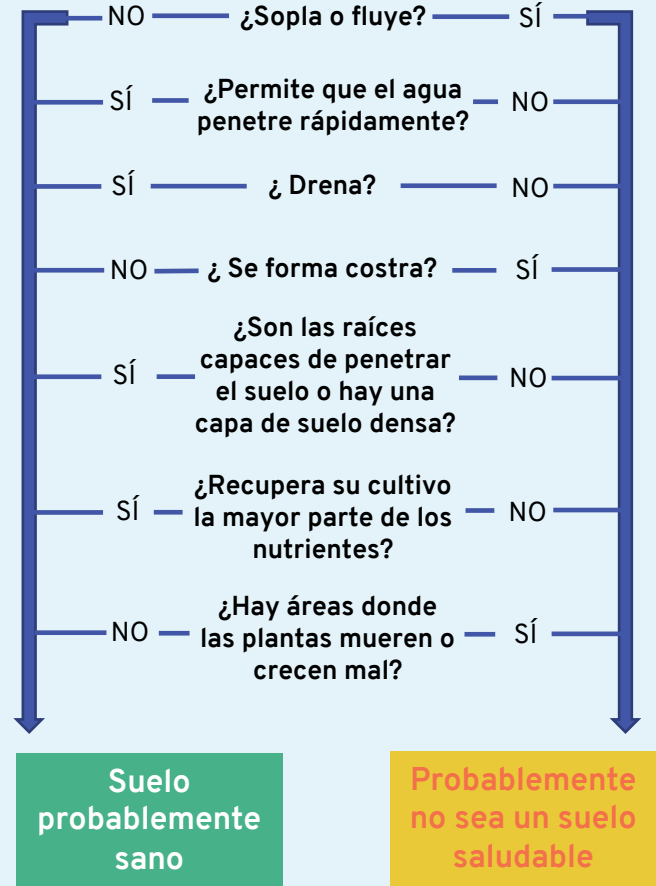 NO ¿Sopla o fluye? SÍ
SÍ ¿Permite que el agua NO
penetre rápidamente?
SÍ ¿ Drena? NO
NO ¿ Se forma costra? SÍ
¿Son las raíces
capaces de penetrar
SÍ el suelo o hay una NO
capa de suelo densa?
¿Recupera su cultivo
SÍ la mayor parte de los NO
nutrientes?
¿Hay áreas donde
NO las plantas mueren o SÍ
crecen mal?
Suelo
probablemente
sano
Probablemente
no sea un suelo
saludable